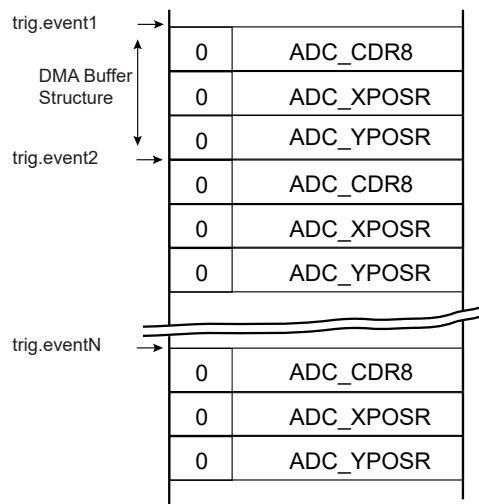 trig.event1
0 ADC_CDR8
DMA Buffer
Structure
0 ADC_XPOSR
0 ADC_YPOSR
trig.event2
0 ADC_CDR8
0 ADC_XPOSR
0 ADC_YPOSR
trig.eventN
0 ADC_CDR8
0 ADC_XPOSR
0 ADC_YPOSR